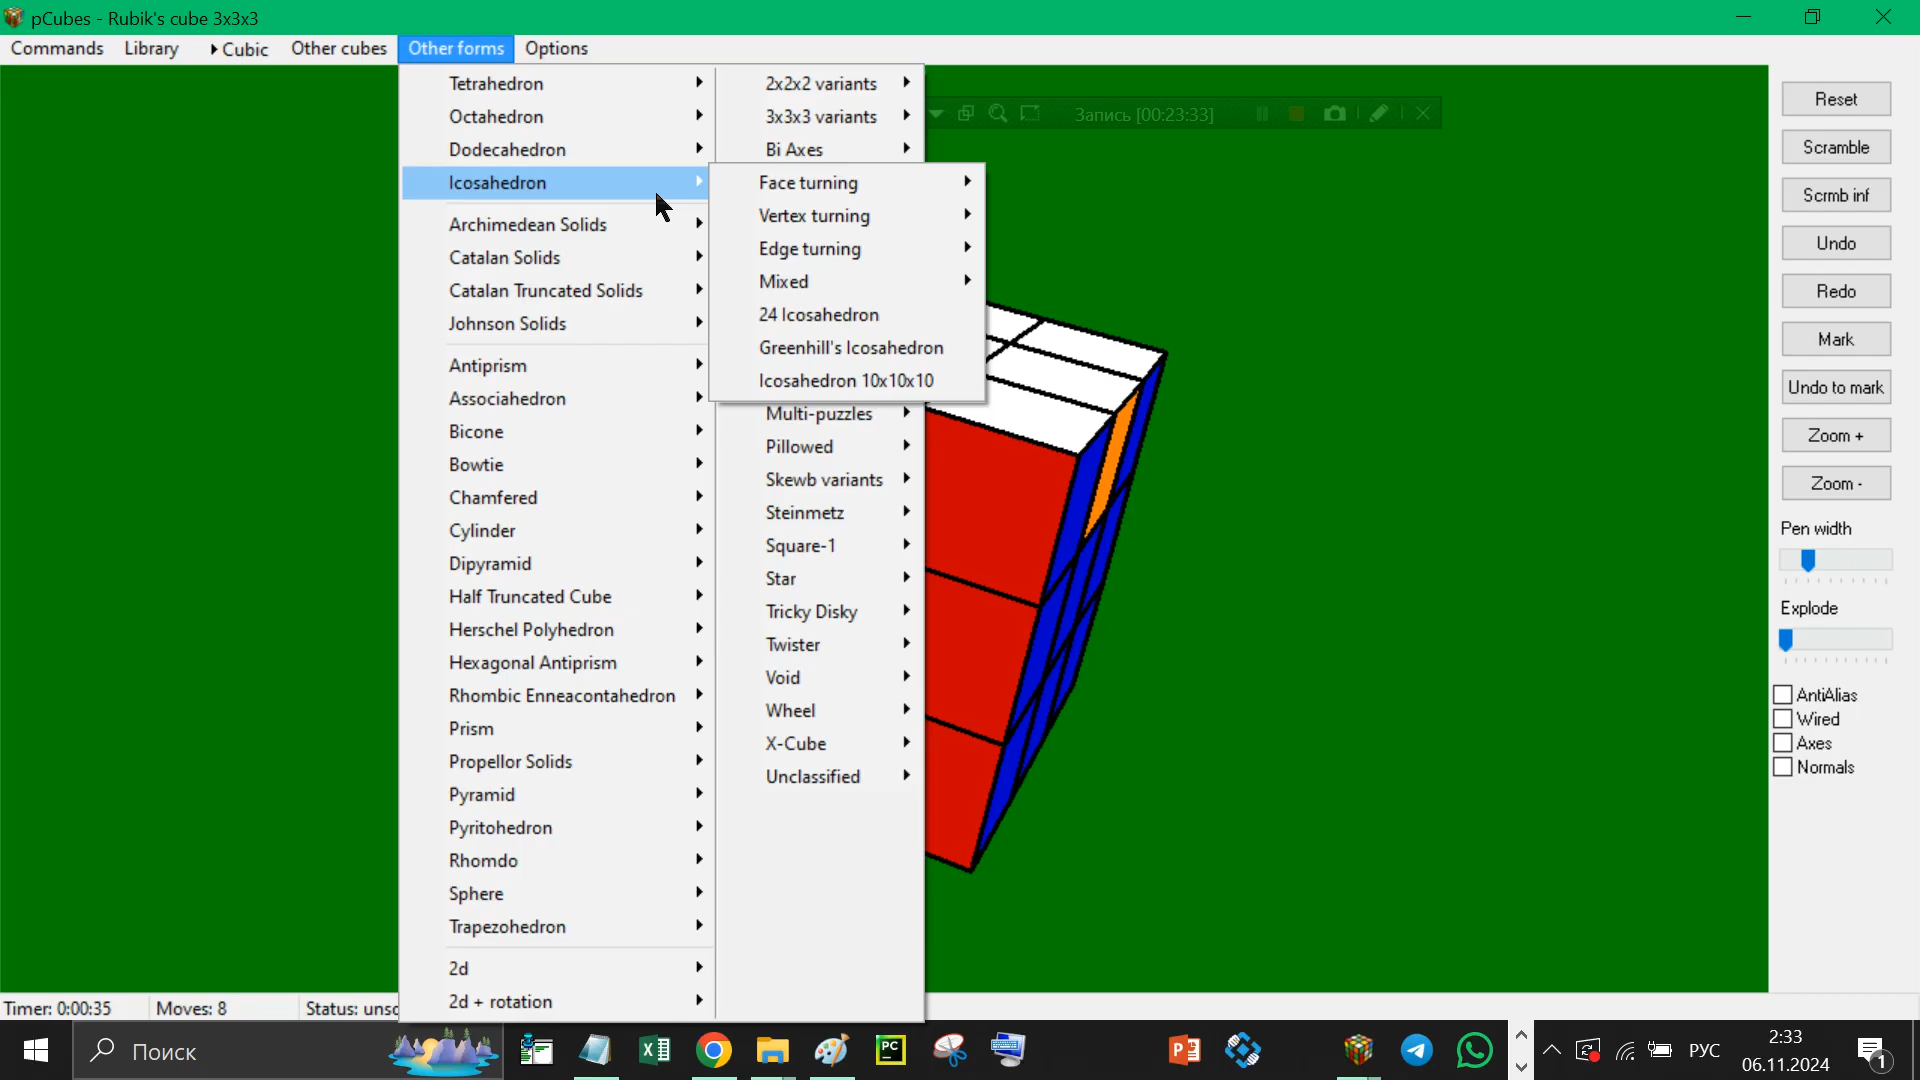 pCubes - Rubik's cube 3x3x3
Commands Library Cubic Other cubes Other forms Options
Tetrahedron
Octahedron
Dodecahedron
Icosahedron
Archimedean Solids
Catalan Solids
Catalan Truncated Solids
Johnson Solids
Antiprism
Associahedron
Bicone
Bowtie
Chamfered
Cylinder
Dipyramid
Half Truncated Cube
Herschel Polyhedron
Hexagonal Antiprism
Rhombic Enneacontahedron
Prism
Propellor Solids
Pyramid
Pyritohedron
Rhomdo
Sphere
Trapezohedron
2d
2d + rotation
2x2x2 variants
3x3x3 variants
Bi Axes
Face turning
Vertex turning
Edge turning
Mixed
24 Icosahedron
Greenhill's Icosahedron
Icosahedron 10x10x10
Multi-puzzles
Pillowed
Skewb variants
Steinmetz
Square-1
Star
Tricky Disky
Twister
Void
Wheel
X-Cube
Unclassified
Запись [00:23:33]
Reset
Scramble
Scrmb inf
Undo
Redo
Mark
Undo to mark
Zoom +
Zoom -
Pen width
Explode
AntiAlias
Wired
Axes
Normals
Timer: 0:00:35 Moves: 8 Status: unsc
Поиск
PC
РУС
2:33
06.11.2024
1